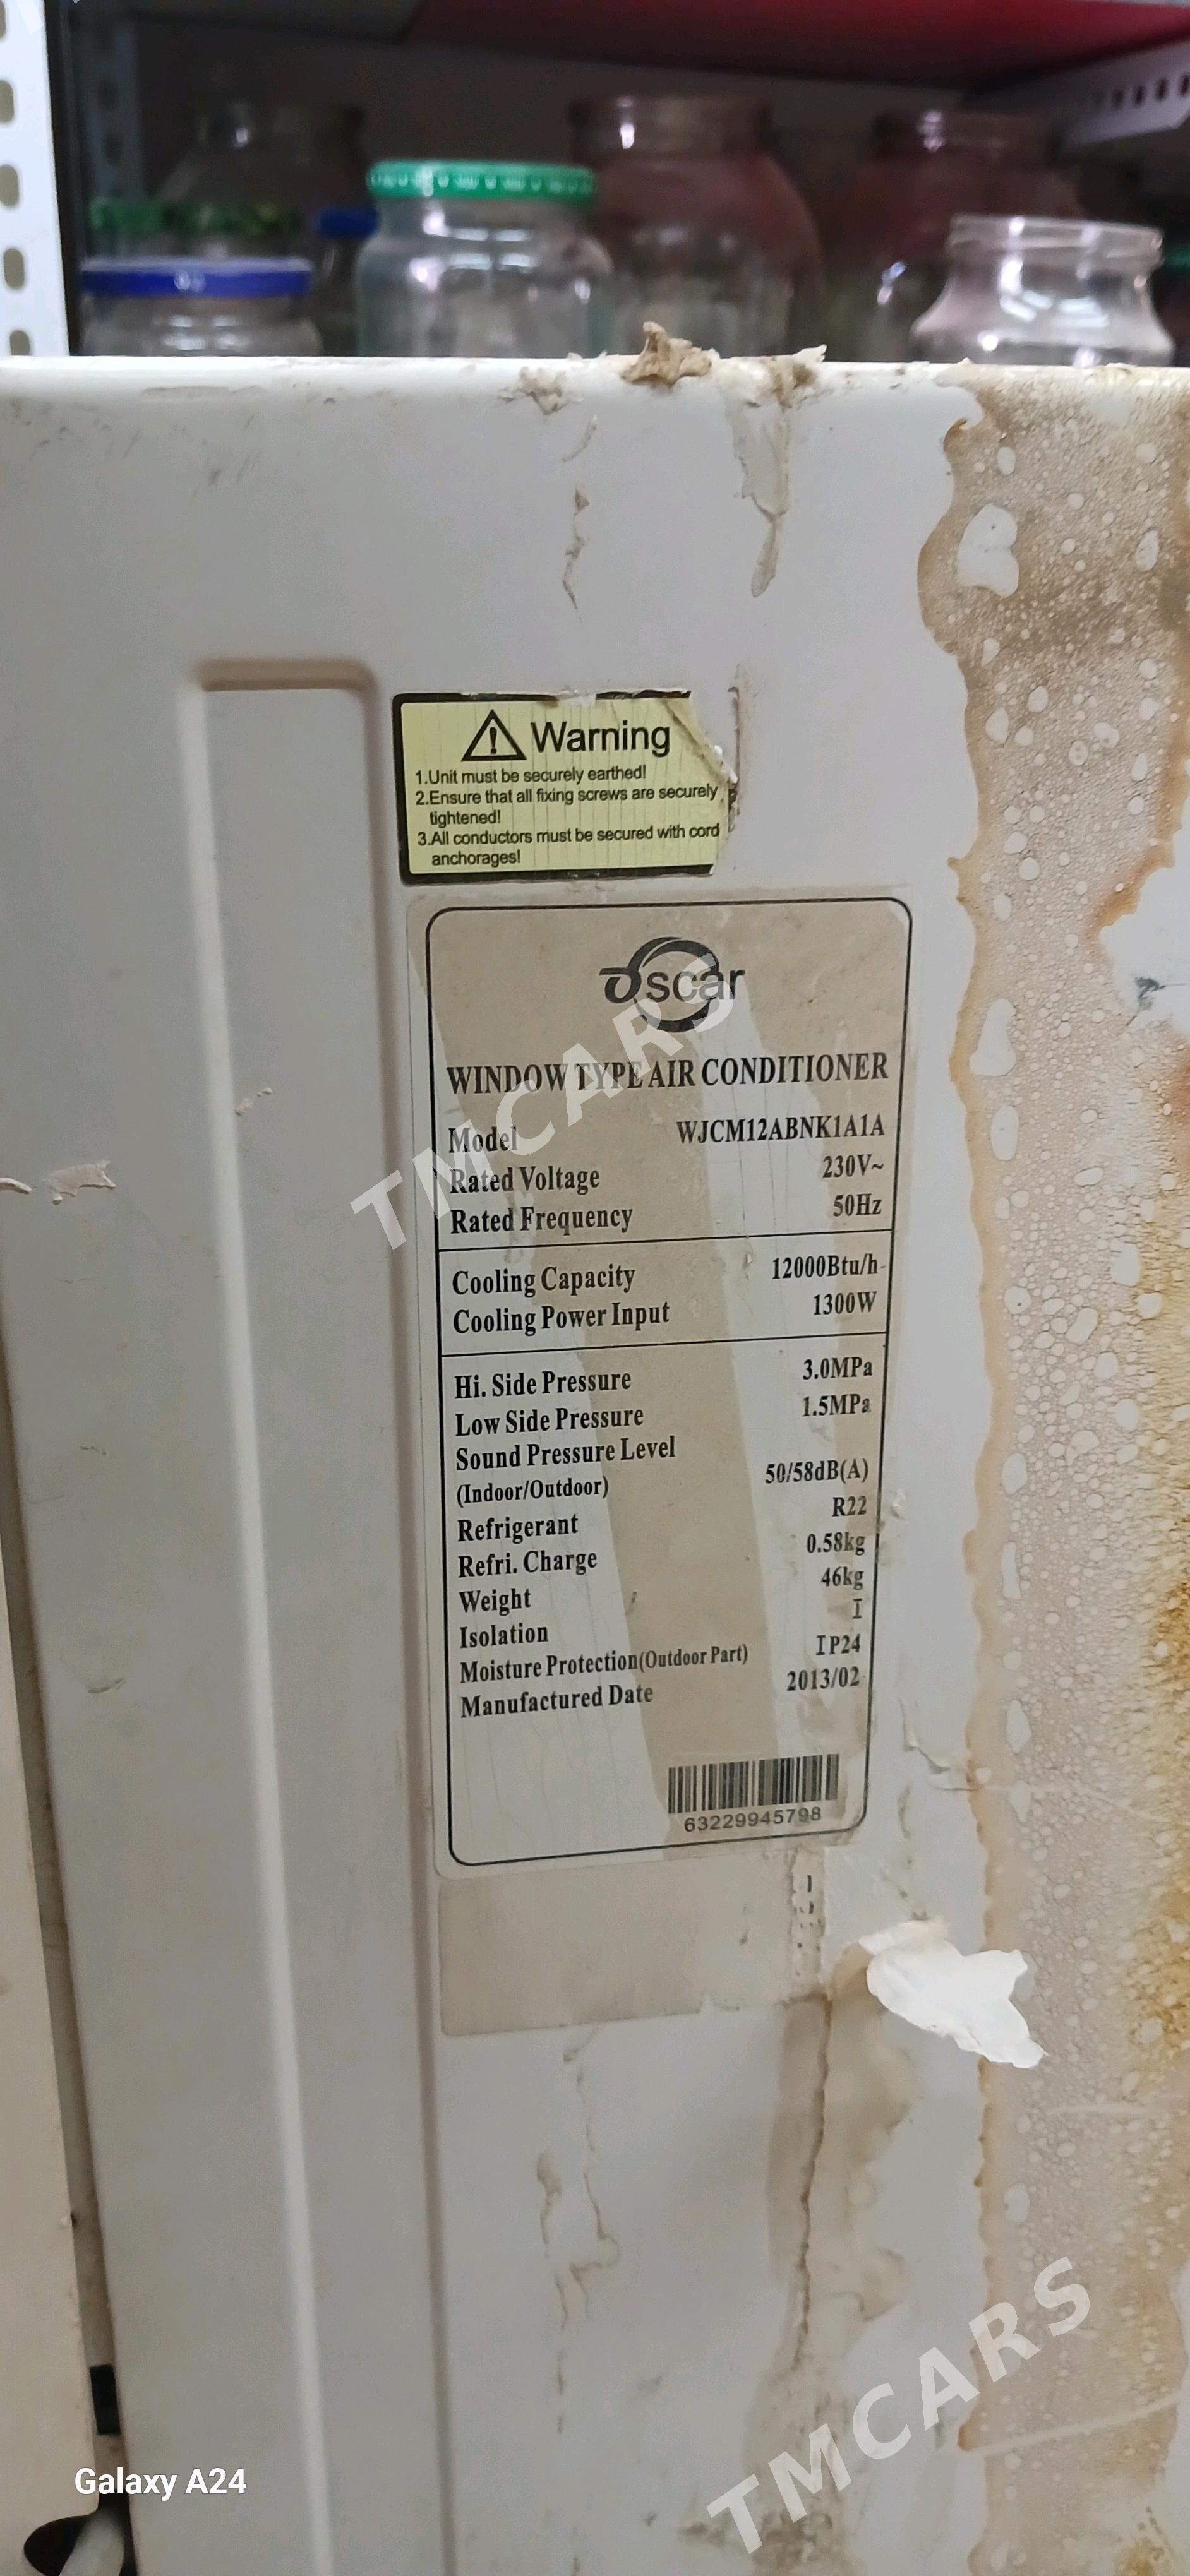 Warning
1.Unit must be securely earthed!
2.Ensure that all fixing screws are securely
tightened!
3.All conductors must be secured with cord
anchorages!
Oscar
WINDOW TYPE AIR CONDITIONER
Model WJCM12ABNK1A1A
Rated Voltage 230V~
Rated Frequency 50Hz
Cooling Capacity 12000Btu/h
Cooling Power Input 1300W
Hi. Side Pressure 3.0MPa
Low Side Pressure 1.5MPa
Sound Pressure Level
(Indoor/Outdoor) 50/58dB(A)
Refrigerant R22
Refri. Charge 0.58kg
Weight 46kg
Isolation I
Moisture Protection(Outdoor Part) IP24
Manufactured Date 2013/02
63229945798
TMCARS
TMCARS
Galaxy A24